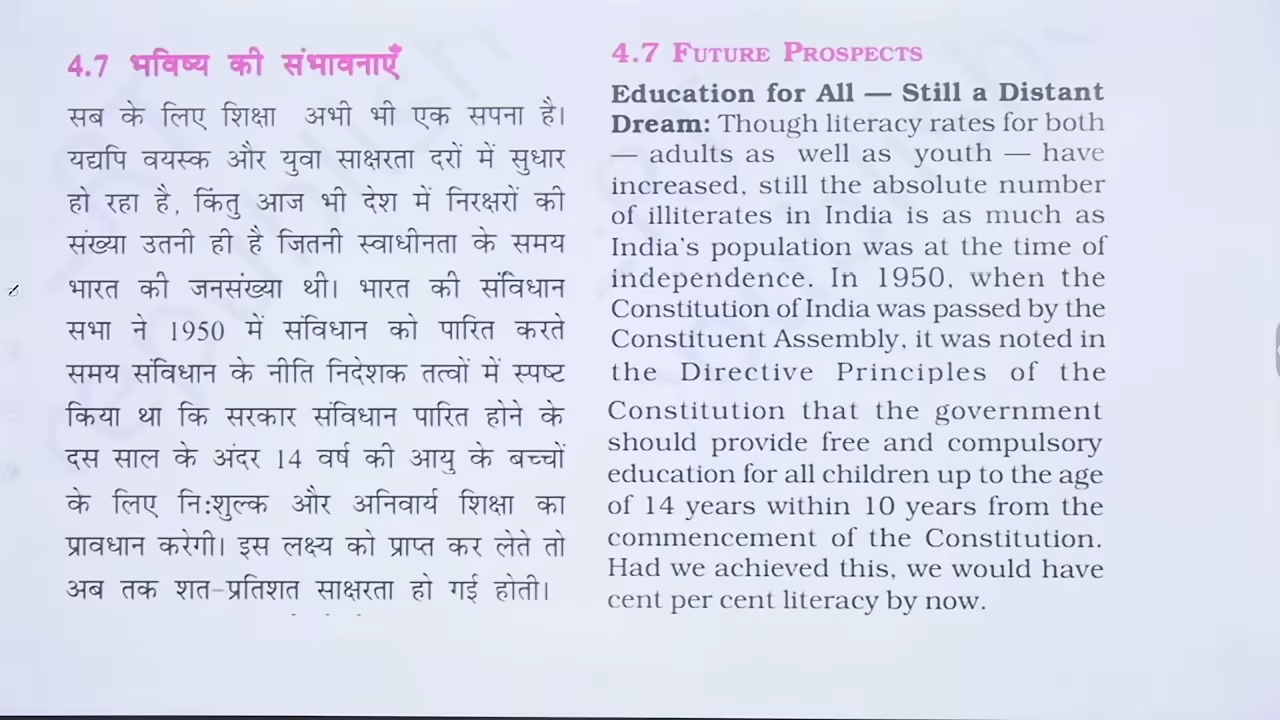 4.7 भविष्य की संभावनाएँ
सब के लिए शिक्षा अभी भी एक सपना है।
यद्यपि वयस्क और युवा साक्षरता दरों में सुधार
हो रहा है, किंतु आज भी देश में निरक्षरों की
संख्या उतनी ही है जितनी स्वाधीनता के समय
भारत की जनसंख्या थी। भारत की संविधान
सभा ने 1950 में संविधान को पारित करते
समय संविधान के नीति निदेशक तत्वों में स्पष्ट
किया था कि सरकार संविधान पारित होने के
दस साल के अंदर 14 वर्ष की आयु के बच्चों
के लिए नि:शुल्क और अनिवार्य शिक्षा का
प्रावधान करेगी। इस लक्ष्य को प्राप्त कर लेते तो
अब तक शत-प्रतिशत साक्षरता हो गई होती।
4.7 FUTURE PROSPECTS
Education for All — Still a Distant
Dream: Though literacy rates for both
— adults as well as youth — have
increased, still the absolute number
of illiterates in India is as much as
India's population was at the time of
independence. In 1950, when the
Constitution of India was passed by the
Constituent Assembly, it was noted in
the Directive Principles of the
Constitution that the government
should provide free and compulsory
education for all children up to the age
of 14 years within 10 years from the
commencement of the Constitution.
Had we achieved this, we would have
cent per cent literacy by now.